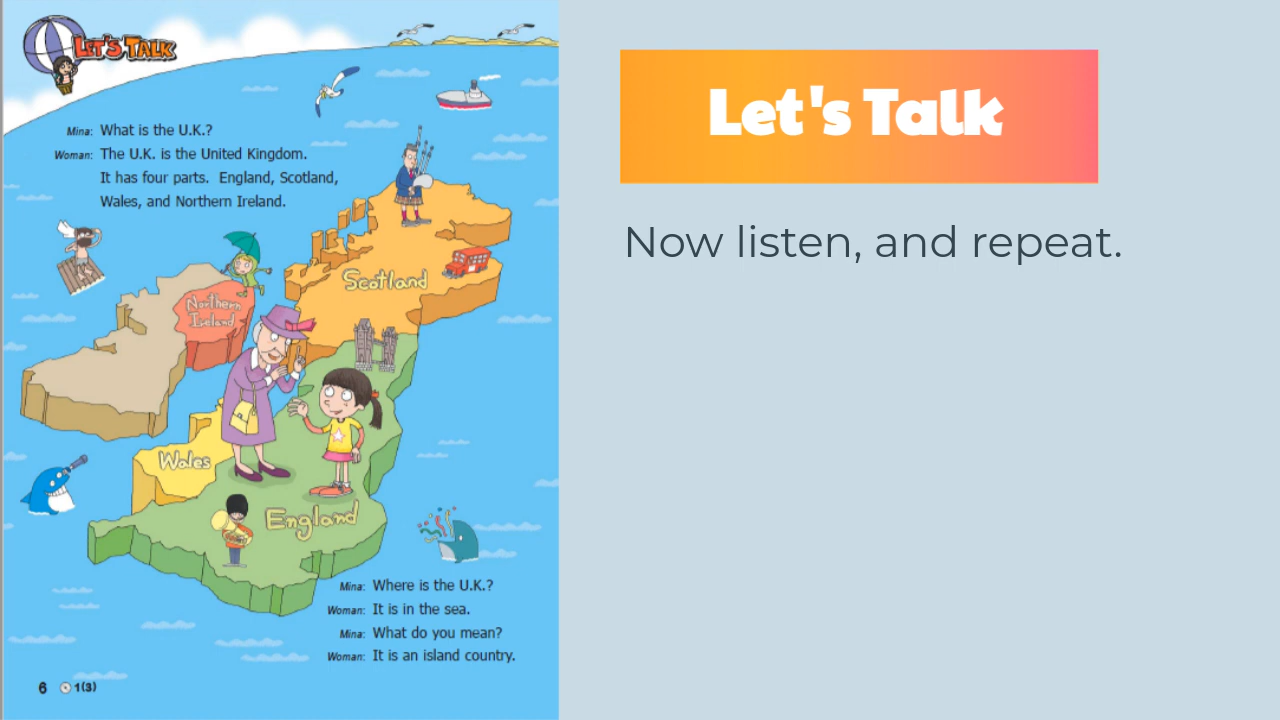 LET'S TALK
Mina: What is the U.K.?
Woman: The U.K. is the United Kingdom.
It has four parts. England, Scotland,
Wales, and Northern Ireland.
Scotland
Northern
Ireland
Wales
England
Mina: Where is the U.K.?
Woman: It is in the sea.
Mina: What do you mean?
Woman: It is an island country.
6 1(3)
Let's Talk
Now listen, and repeat.